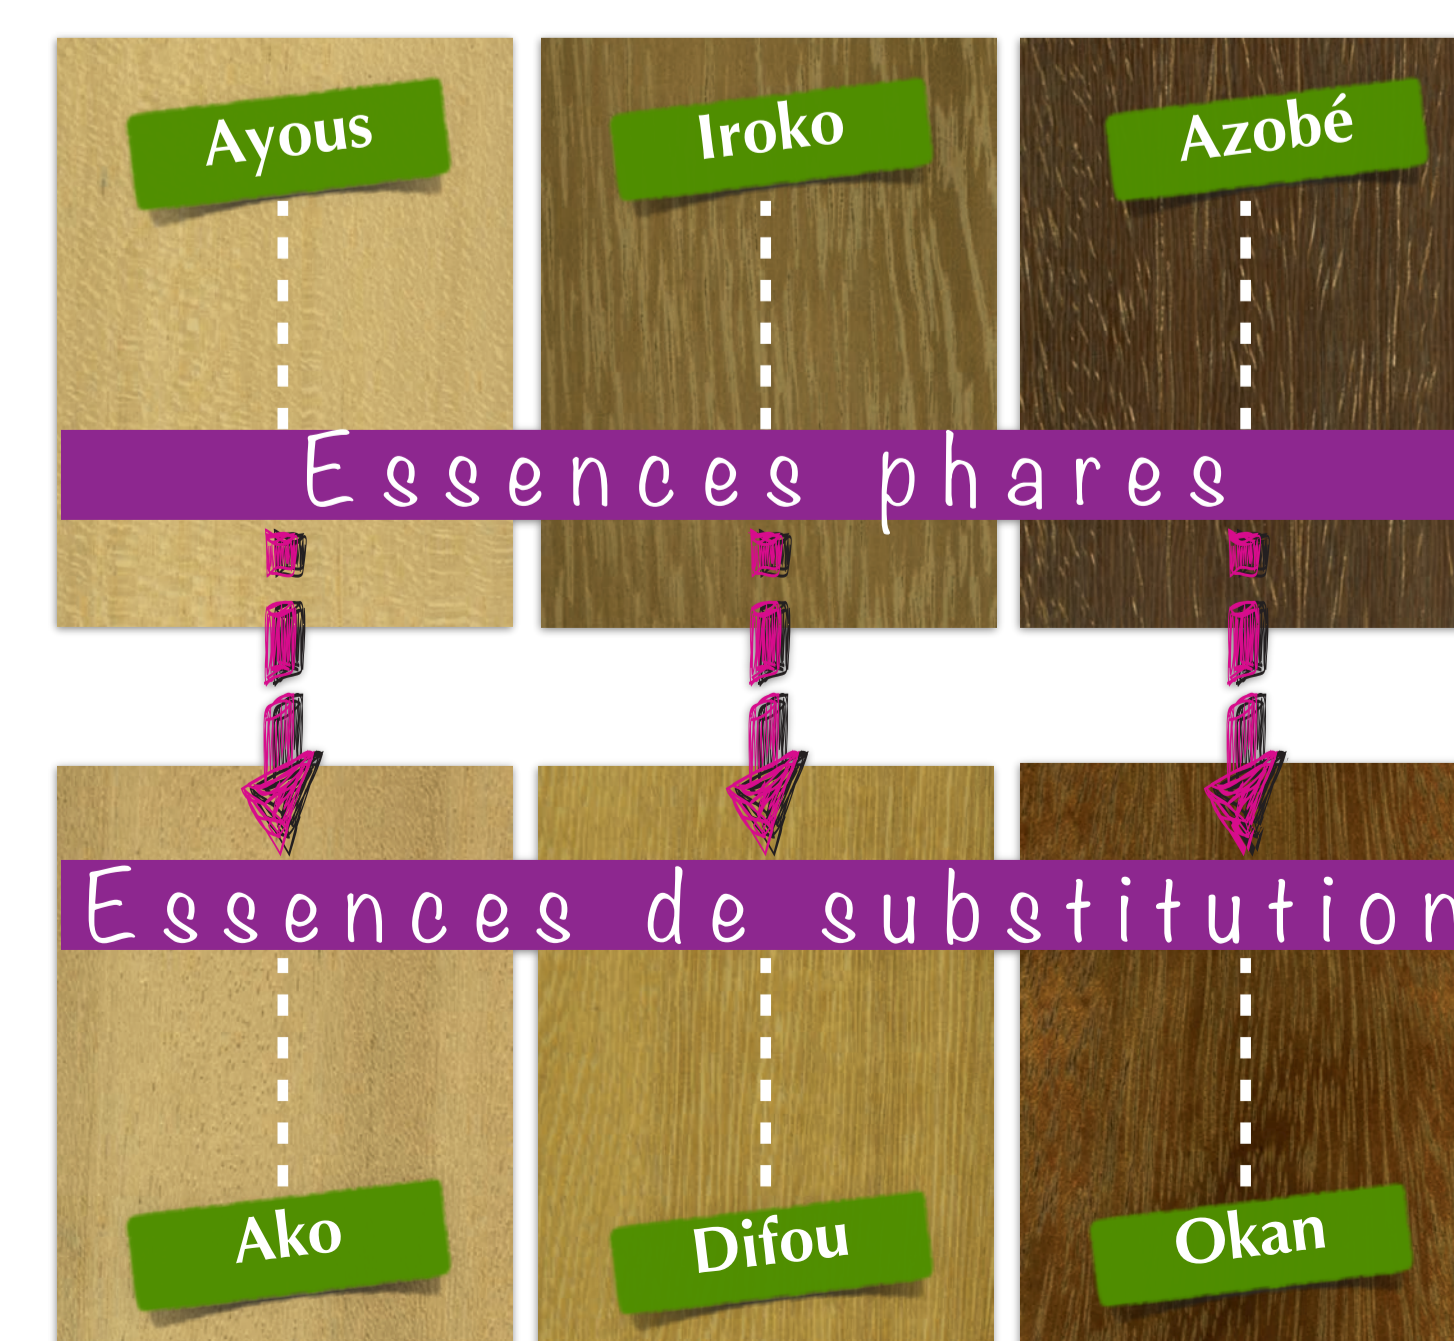 Ayous
Iroko
Azobé
Essences phares
Essences de substitution
Ako
Difou
Okan